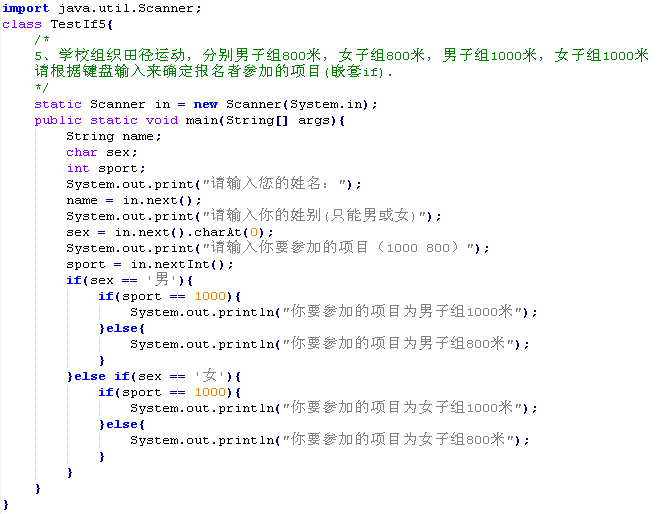 import java.util.Scanner;
class TestIf5{
/*
5、学校组织田径运动，分别男子组800米，女子组800米，男子组1000米，女子组1000米
请根据键盘输入来确定报名者参加的项目(嵌套if).
*/
static Scanner in = new Scanner(System.in);
public static void main(String[] args){
String name;
char sex;
int sport;
System.out.print("请输入您的姓名：");
name = in.next();
System.out.print("请输入你的姓别(只能男或女)");
sex = in.next().charAt(0);
System.out.print("请输入你要参加的项目（1000 800）");
sport = in.nextInt();
if(sex == '男'){
if(sport == 1000){
System.out.println("你要参加的项目为男子组1000米");
}else{
System.out.println("你要参加的项目为男子组800米");
}
}else if(sex == '女'){
if(sport == 1000){
System.out.println("你要参加的项目为女子组1000米");
}else{
System.out.println("你要参加的项目为女子组800米");
}
}
}
}